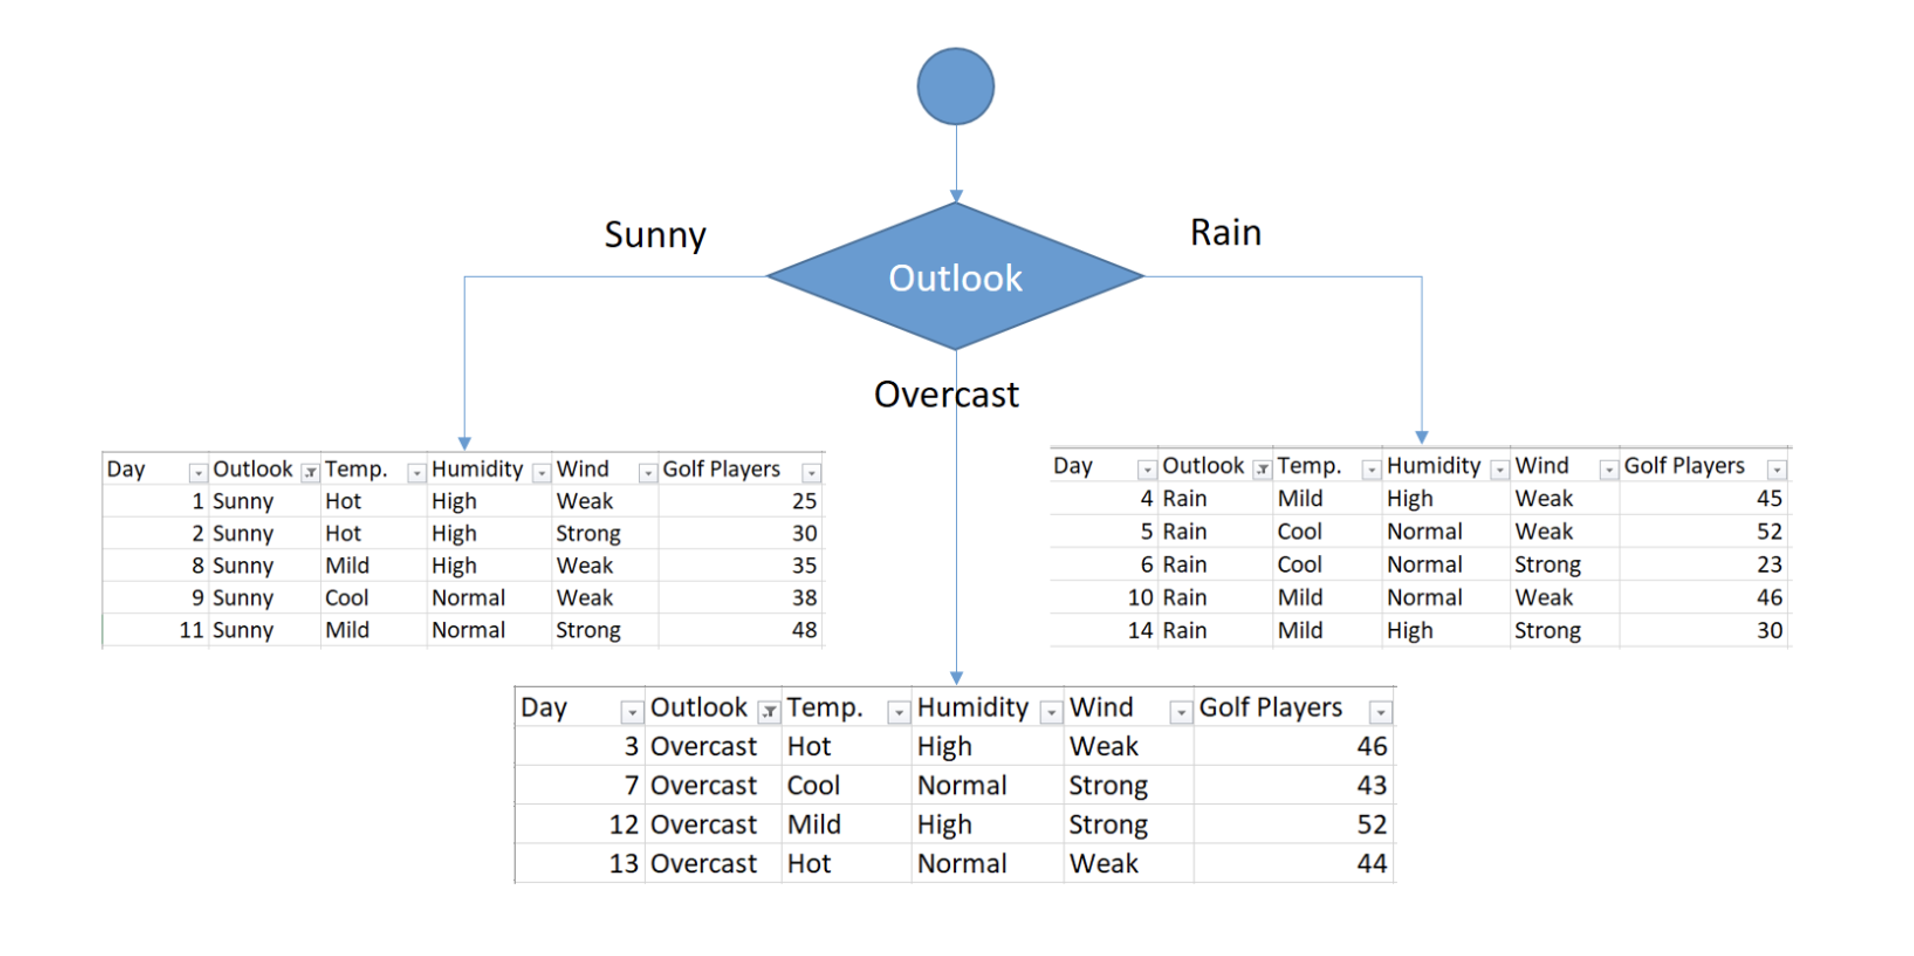 Sunny
Rain
Outlook
Overcast
Day Outlook Temp. Humidity Wind Golf Players
1 Sunny Hot High Weak 25
2 Sunny Hot High Strong 30
8 Sunny Mild High Weak 35
9 Sunny Cool Normal Weak 38
11 Sunny Mild Normal Strong 48
Day Outlook Temp. Humidity Wind Golf Players
4 Rain Mild High Weak 45
5 Rain Cool Normal Weak 52
6 Rain Cool Normal Strong 23
10 Rain Mild Normal Weak 46
14 Rain Mild High Strong 30
Day Outlook Temp. Humidity Wind Golf Players
3 Overcast Hot High Weak 46
7 Overcast Cool Normal Strong 43
12 Overcast Mild High Strong 52
13 Overcast Hot Normal Weak 44